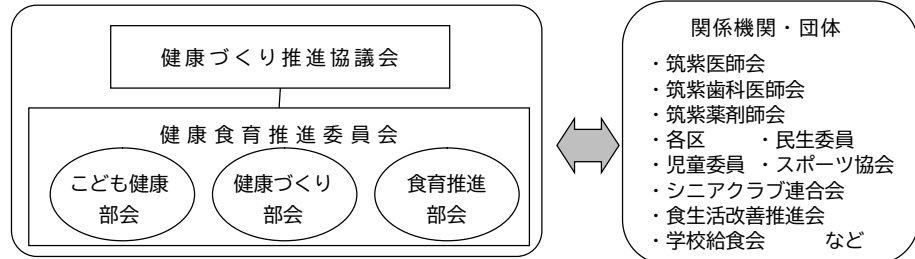 健康づくり推進協議会
健康食育推進委員会
こども健康
部会
健康づくり
部会
食育推進
部会
関係機関・団体
・筑紫医師会
・筑紫歯科医師会
・筑紫薬剤師会
・各区　　・民生委員
・児童委員　・スポーツ協会
・シニアクラブ連合会
・食生活改善推進会
・学校給食会　　など